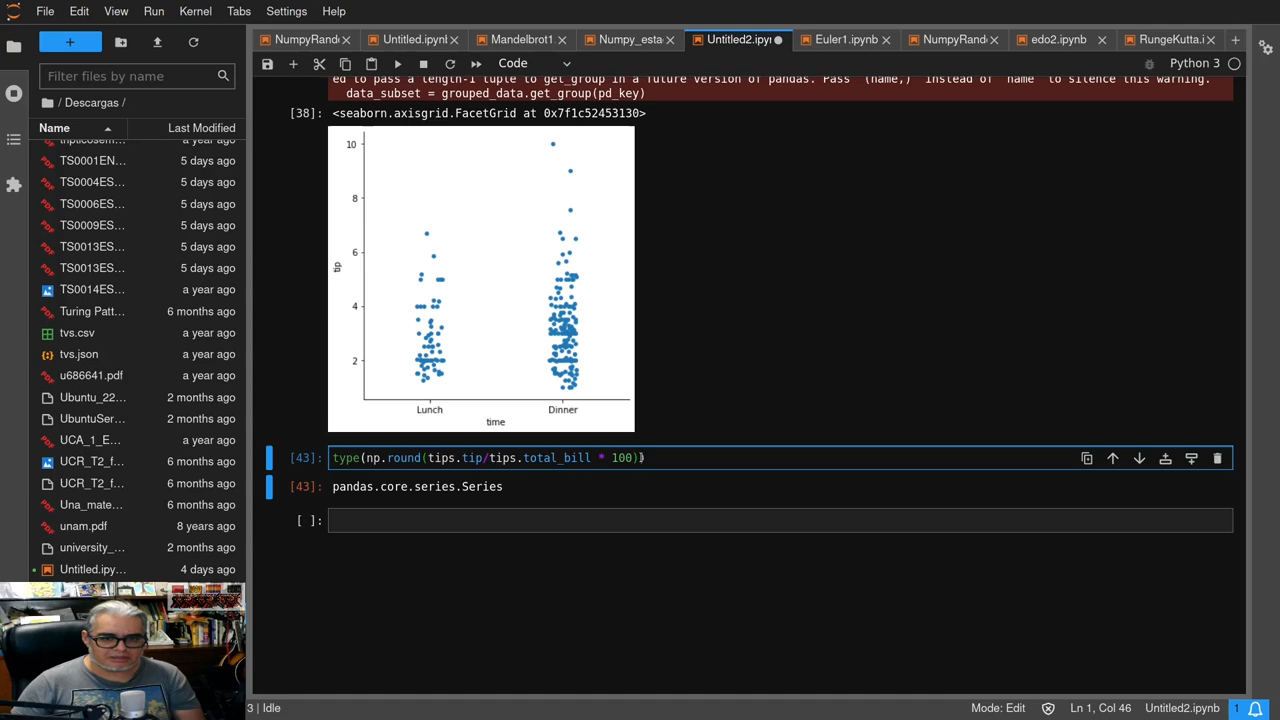 File Edit View Run Kernel Tabs Settings Help
NumpyRand
Untitled.ipynb
Mandelbrot1.
Numpy_esta
Untitled2.ipyn
Euler1.ipynb
NumpyRand
edo2.ipynb
RungeKutta.i
Filter files by name
/ Descargas /
Name Last Modified
Code
Python 3
TS0001EN... 5 days ago
TS0004ES... 5 days ago
TS0006ES... 5 days ago
TS0009ES... 5 days ago
TS0013ES... 5 days ago
TS0013ES... 5 days ago
TS0014ES... a year ago
Turing Patt... 6 months ago
tvs.csv a year ago
tvs.json a year ago
u686641.pdf a year ago
Ubuntu_22... 2 months ago
UbuntuSer... 2 months ago
UCA_1_E... a year ago
UCR_T2_f... 6 months ago
UCR_T2_f... 6 months ago
Una_mate... 6 months ago
unam.pdf 8 years ago
university_... 2 months ago
Untitled.ipy... 4 days ago
ed to pass a length-1 tuple to get_group in a future version of pandas. Pass `(name,)` instead of `name` to silence this warning.
data_subset = grouped_data.get_group(pd_key)
[38]: <seaborn.axisgrid.FacetGrid at 0x7f1c52453130>
10
8
6
tip
4
2
Lunch Dinner
time
[43]: type(np.round(tips.tip/tips.total_bill * 100))
[43]: pandas.core.series.Series
[ ]:
3 | Idle
Mode: Edit
Ln 1, Col 46
Untitled2.ipynb
1